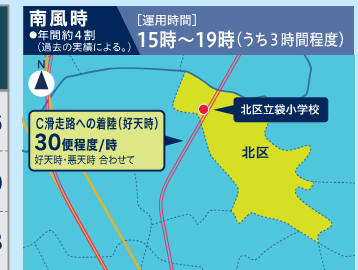 南風時
●年間約4割
(過去の実績による。)
[運用時間]
15時～19時(うち3時間程度)
N
C滑走路への着陸(好天時)
30便程度/時
好天時・悪天時 合わせて
北区立袋小学校
北区